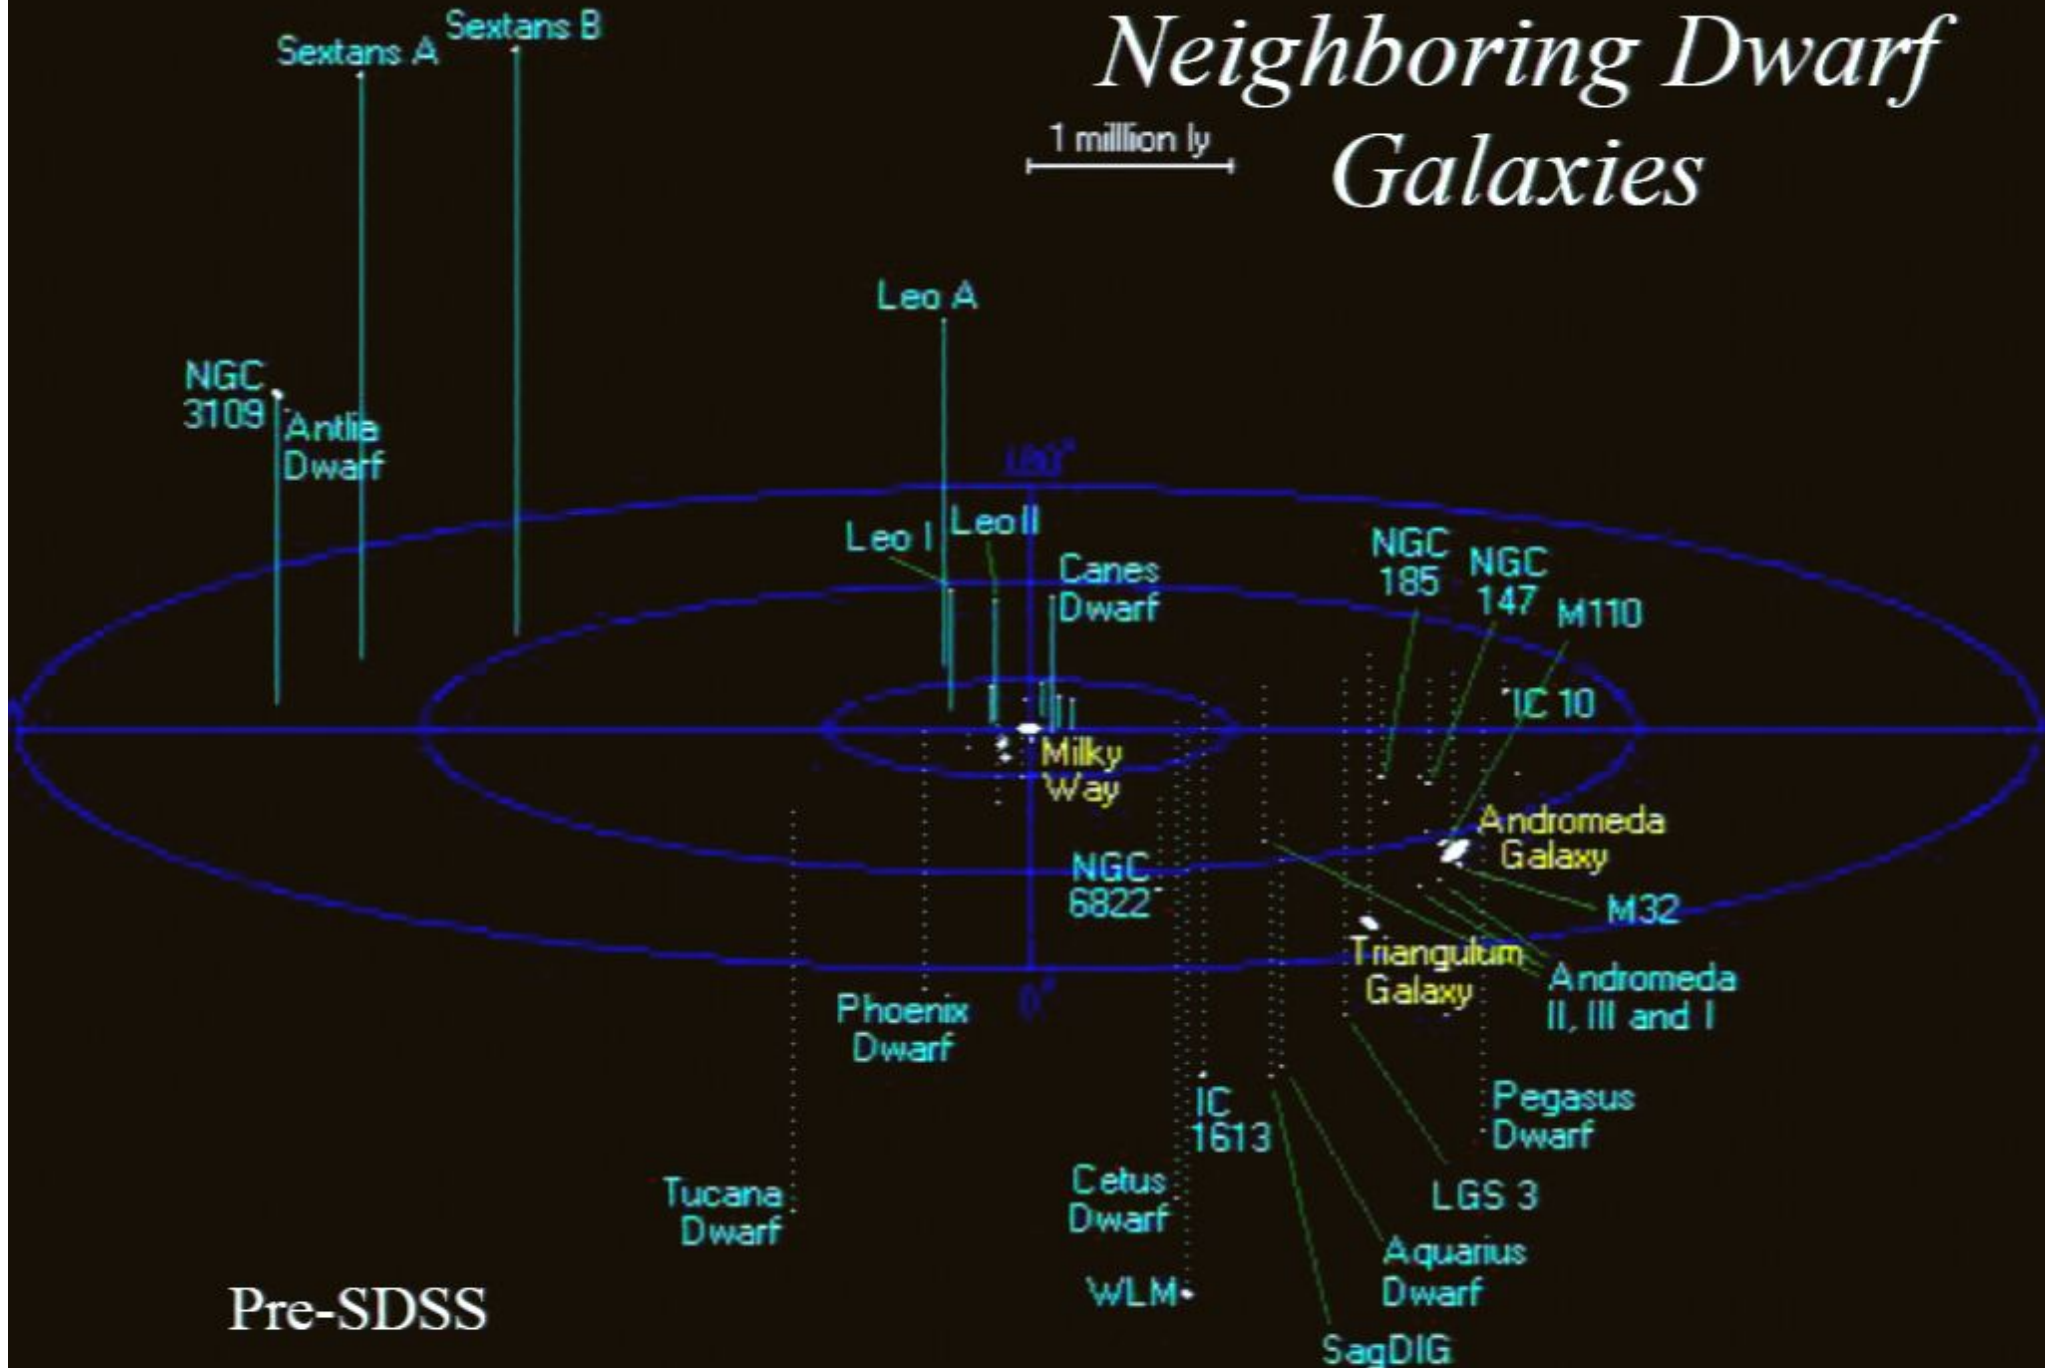 Neighboring Dwarf
Galaxies
Sextans A
Sextans B
1 milllion ly
Leo A
NGC
3109
Antlia
Dwarf
180°
Leo I
Leo II
Canes
Dwarf
NGC
185
NGC
147
M110
IC 10
Milky
Way
Andromeda
Galaxy
NGC
6822
M32
Triangulum
Galaxy
Andromeda
II, III and I
Phoenix
Dwarf
0°
IC
1613
Pegasus
Dwarf
Tucana
Dwarf
Cetus
Dwarf
LGS 3
Aquarius
Dwarf
WLM
SagDIG
Pre-SDSS